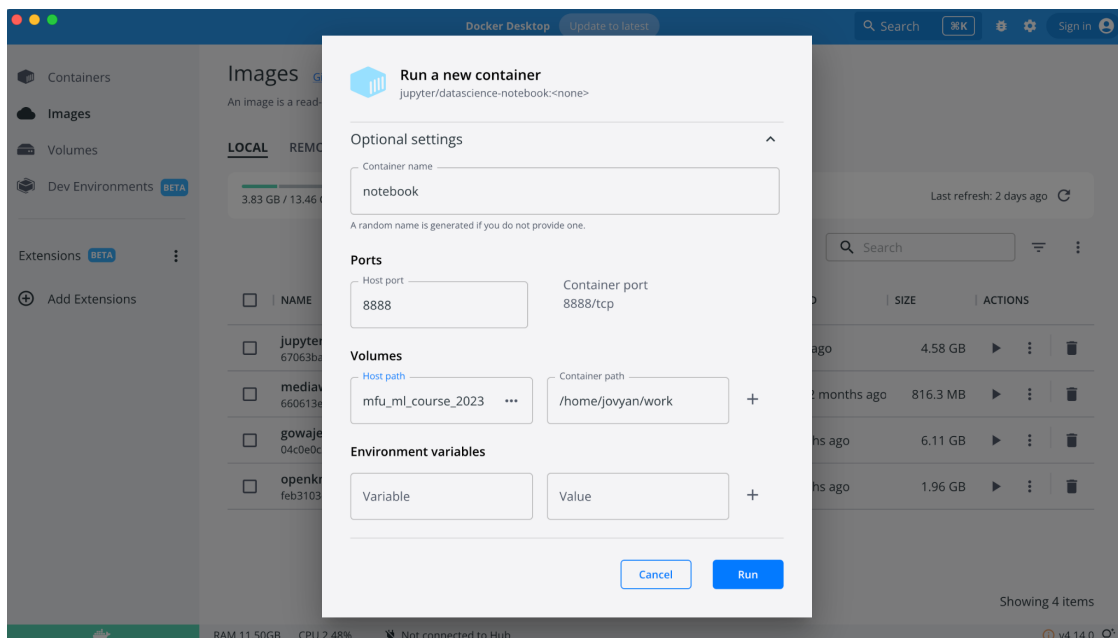 Docker Desktop Update to latest
Search ⌘K Sign in
Containers
Images
Volumes
Dev Environments BETA
Extensions BETA
Add Extensions
Images
An image is a read-
LOCAL
3.83 GB / 13.46
Last refresh: 2 days ago
Search
NAME SIZE ACTIONS
jupyter
67063ba
ago 4.58 GB
mediaw
660613e
2 months ago 816.3 MB
gowaje
04c0e0c
hs ago 6.11 GB
openkr
feb3103
hs ago 1.96 GB
Showing 4 items
RAM 11.50GB CPU 2.48% Not connected to Hub v4.14.0
Run a new container
jupyter/datascience-notebook:<none>
Optional settings
Container name
notebook
A random name is generated if you do not provide one.
Ports
Host port
8888
Container port
8888/tcp
Volumes
Host path Container path
mfu_ml_course_2023 ••• /home/jovyan/work +
Environment variables
Variable Value +
Cancel Run